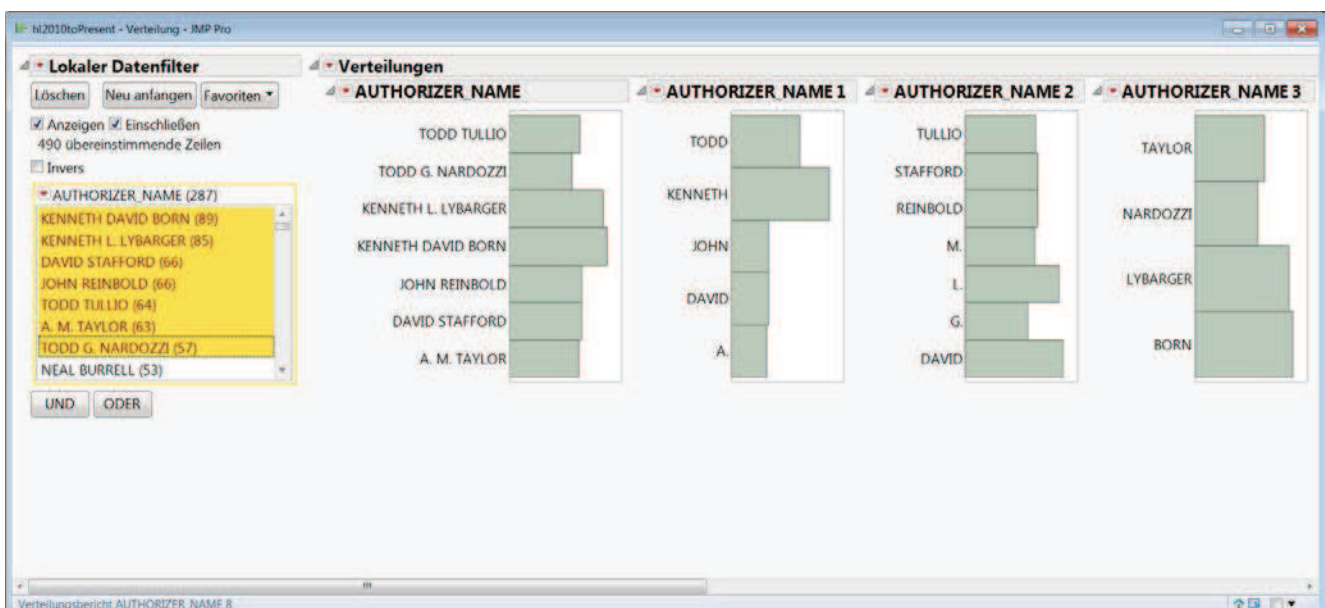 hl2010toPresent - Verteilung - JMP Pro
Lokaler Datenfilter
Löschen Neu anfangen Favoriten
Anzeigen Einschließen
490 übereinstimmende Zeilen
Invers
AUTHORIZER_NAME (287)
KENNETH DAVID BORN (89)
KENNETH L. LYBARGER (85)
DAVID STAFFORD (66)
JOHN REINBOLD (66)
TODD TULLIO (64)
A. M. TAYLOR (63)
TODD G. NARDOZZI (57)
NEAL BURRELL (53)
UND ODER
Verteilungen
AUTHORIZER_NAME
TODD TULLIO
TODD G. NARDOZZI
KENNETH L. LYBARGER
KENNETH DAVID BORN
JOHN REINBOLD
DAVID STAFFORD
A. M. TAYLOR
AUTHORIZER_NAME 1
TODD
KENNETH
JOHN
DAVID
A.
AUTHORIZER_NAME 2
TULLIO
STAFFORD
REINBOLD
M.
L.
G.
DAVID
AUTHORIZER_NAME 3
TAYLOR
NARDOZZI
LYBARGER
BORN
Verteilungsbericht AUTHORIZER_NAME 8